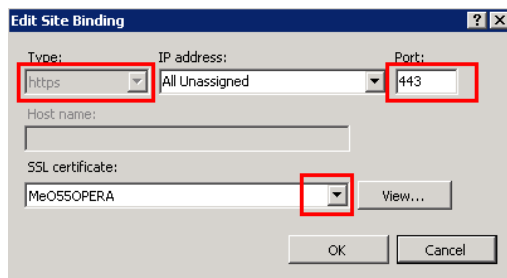 Edit Site Binding
Type: IP address: Port:
https All Unassigned 443
Host name:
SSL certificate:
MeO55OPERA View...
OK Cancel